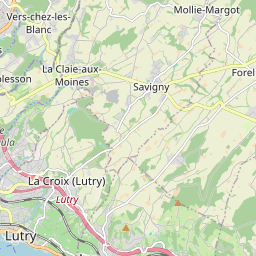 Mollie-Margot
Vers-chez-les-
Blanc
La Claie-aux-
Moines
Forel
Savigny
La Croix (Lutry)
Lutry
Lutry